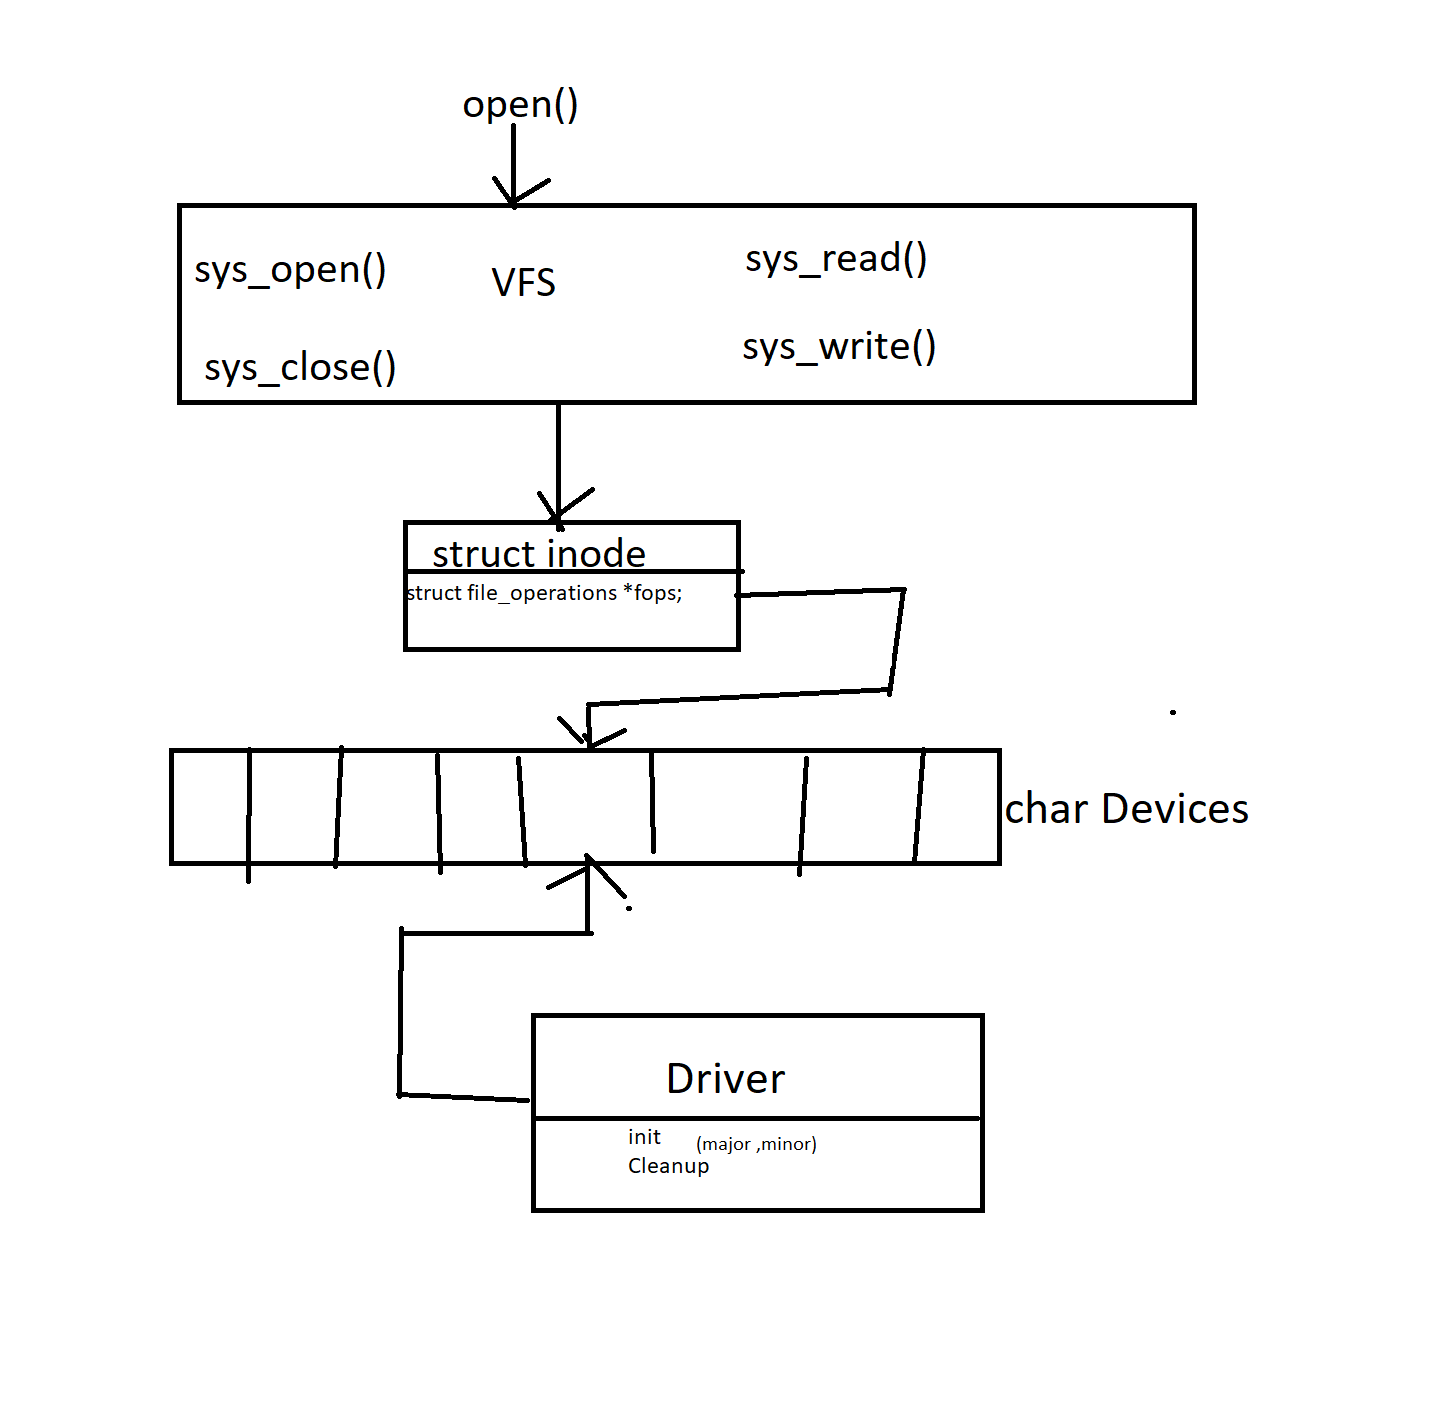 open()
sys_open()
VFS
sys_read()
sys_close()
sys_write()
struct inode
struct file_operations *fops;
char Devices
Driver
init (major ,minor)
Cleanup